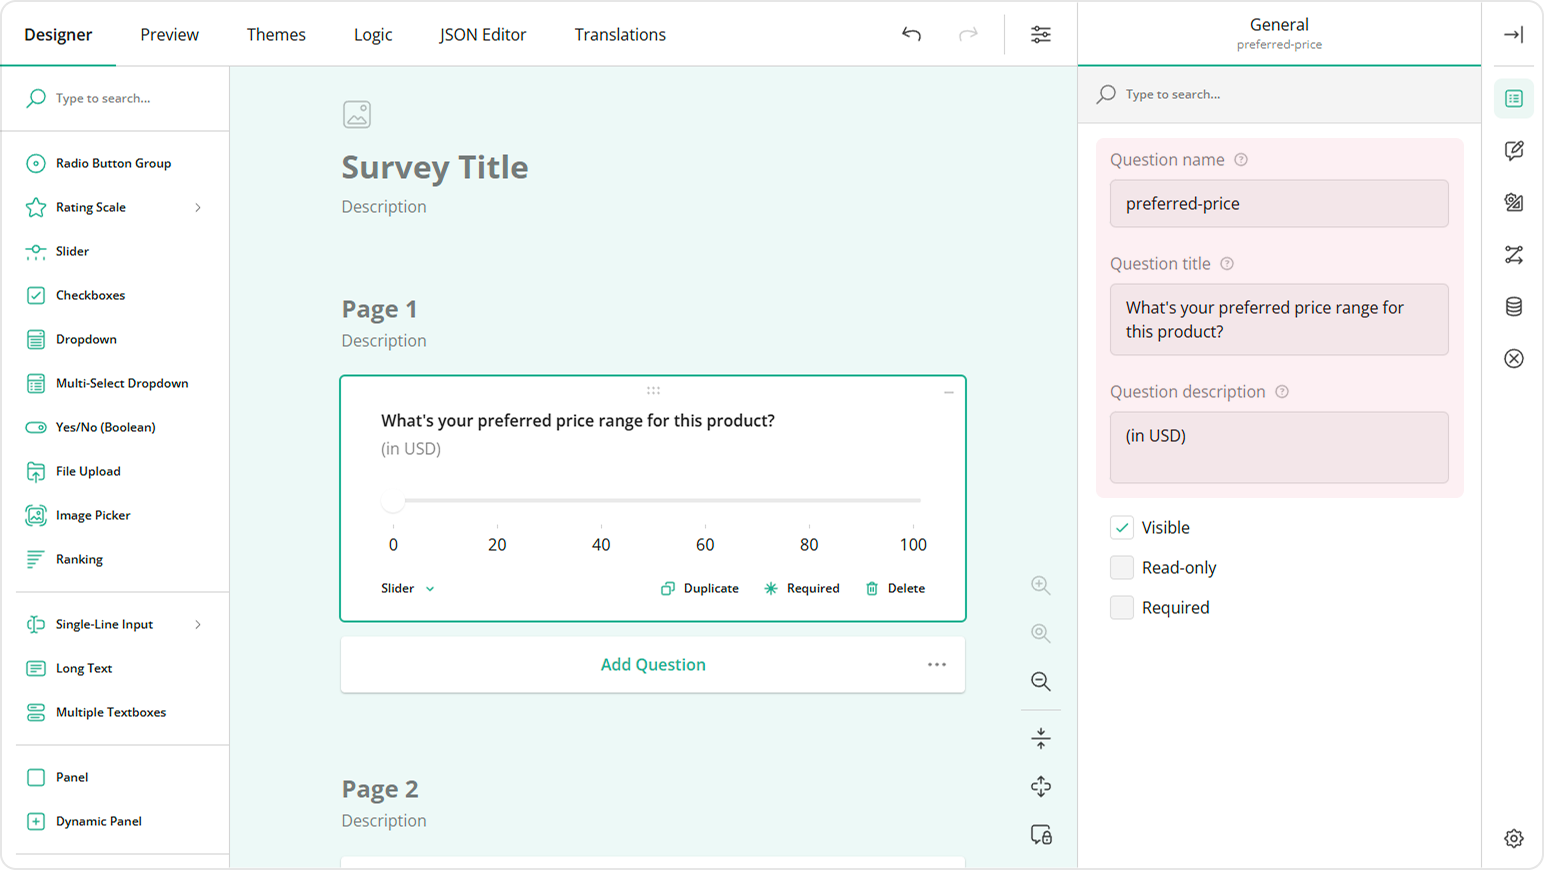 Designer
Preview
Themes
Logic
JSON Editor
Translations
General
preferred-price
Type to search...
Radio Button Group
Rating Scale
Slider
Checkboxes
Dropdown
Multi-Select Dropdown
Yes/No (Boolean)
File Upload
Image Picker
Ranking
Single-Line Input
Long Text
Multiple Textboxes
Panel
Dynamic Panel
Survey Title
Description
Page 1
Description
What's your preferred price range for this product?
(in USD)
0 20 40 60 80 100
Slider
Duplicate
Required
Delete
Add Question
Page 2
Description
Type to search...
Question name
preferred-price
Question title
What's your preferred price range for
this product?
Question description
(in USD)
Visible
Read-only
Required